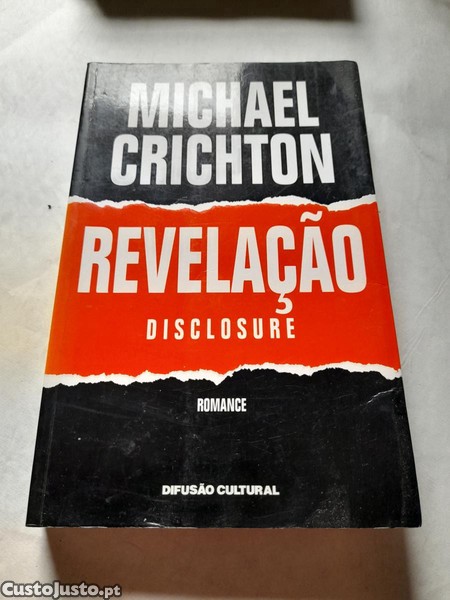 MICHAEL
CRICHTON
REVELAÇÃO
DISCLOSURE
ROMANCE
DIFUSÃO CULTURAL
CustoJusto.pt